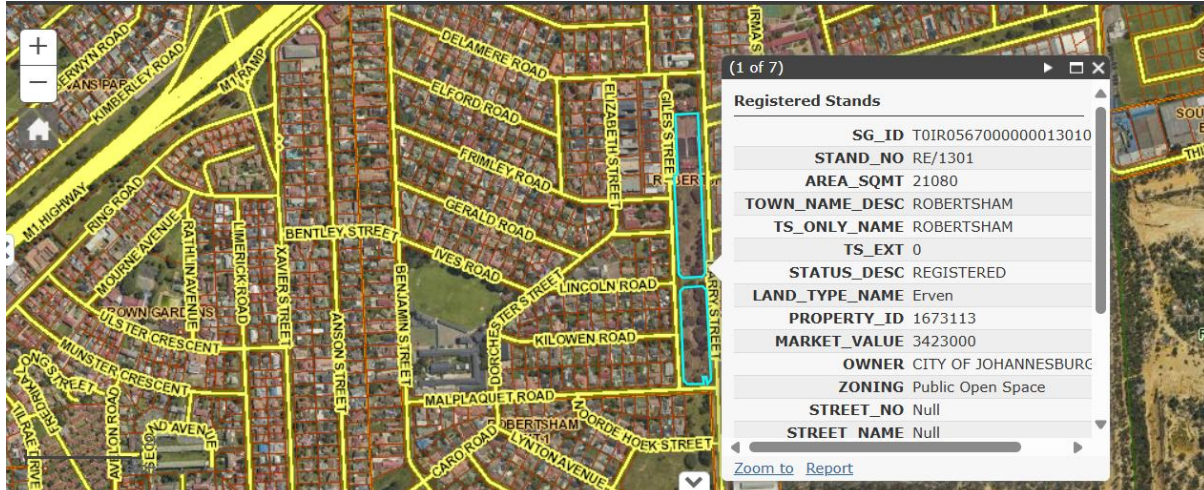 +
−
DELAMERE ROAD
ELFORD ROAD
FRIMLEY ROAD
GERALD ROAD
BENTLEY STREET
IVES ROAD
LINCOLN ROAD
KILOWEN ROAD
MALPLAQUET ROAD
ELIZABETH STREET
GILES STREET
KIMBERLEY ROAD
M1 RAMP
M1 HIGHWAY
RING ROAD
MOURNE AVENUE
RATHLIN AVENUE
LIMERICK ROAD
XAVIER STREET
ANSON STREET
BENJAMIN STREET
ULSTER CRESCENT
MUNSTER CRESCENT
AVELION ROAD
CARO ROAD
LYNTON AVENUE
(1 of 7)
Registered Stands
SG_ID T0IR0567000000013010
STAND_NO RE/1301
AREA_SQMT 21080
TOWN_NAME_DESC ROBERTSHAM
TS_ONLY_NAME ROBERTSHAM
TS_EXT 0
STATUS_DESC REGISTERED
LAND_TYPE_NAME Erven
PROPERTY_ID 1673113
MARKET_VALUE 3423000
OWNER CITY OF JOHANNESBURG
ZONING Public Open Space
STREET_NO Null
STREET_NAME Null
Zoom to Report